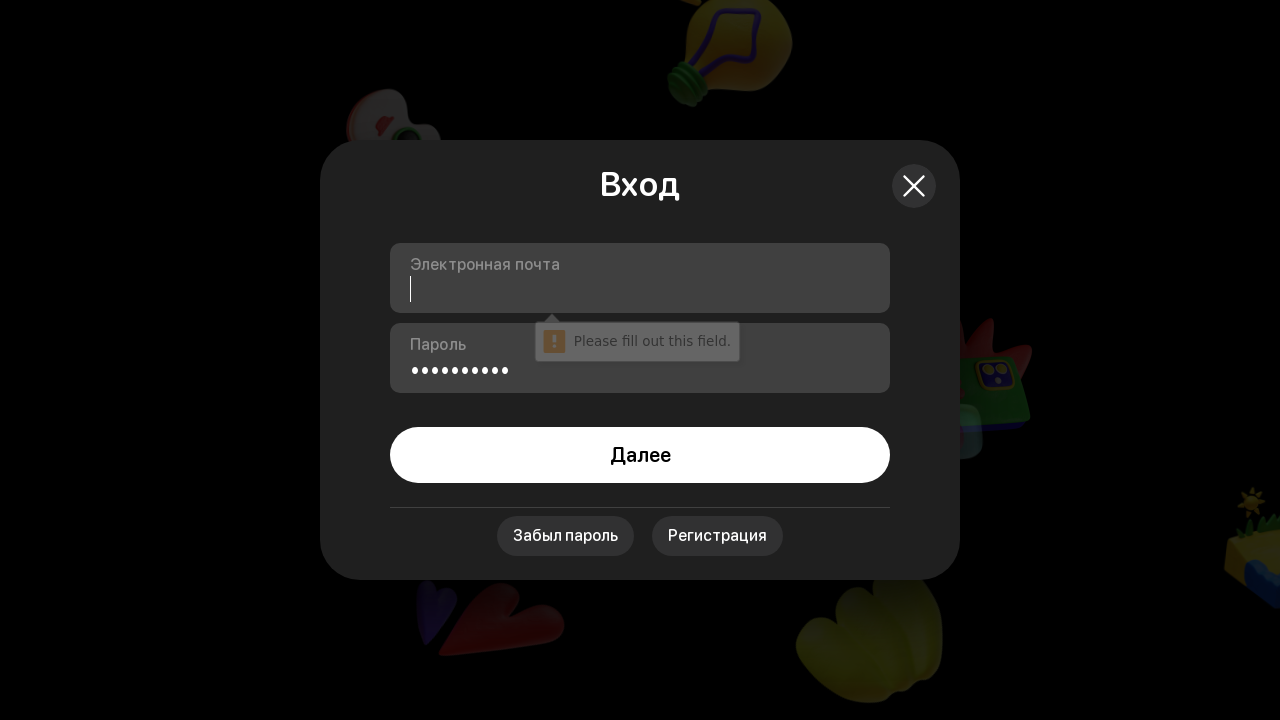 Вход
Электронная почта
Please fill out this field.
Пароль
••••••••••
Далее
Забыл пароль
Регистрация